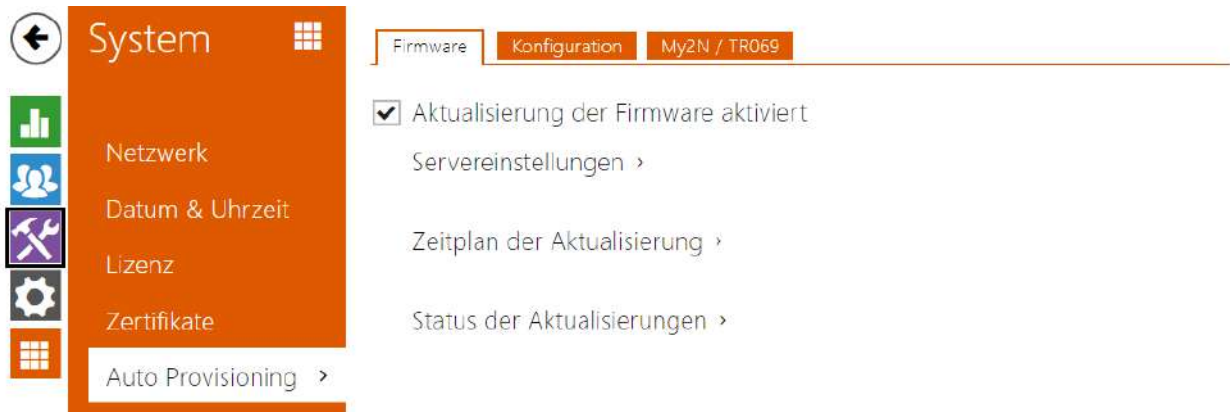 System
Netzwerk
Datum & Uhrzeit
Lizenz
Zertifikate
Auto Provisioning
Firmware
Konfiguration
My2N / TR069
Aktualisierung der Firmware aktiviert
Servereinstellungen ›
Zeitplan der Aktualisierung ›
Status der Aktualisierungen ›